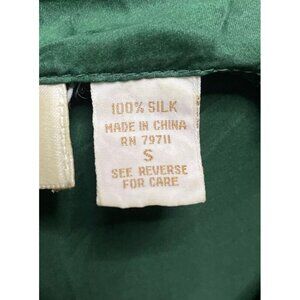 100% SILK
MADE IN CHINA
RN 79711
S
SEE REVERSE
FOR CARE